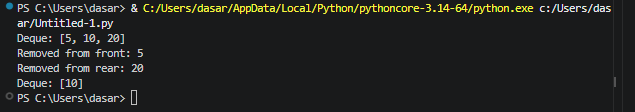 PS C:\Users\dasar> & C:/Users/dasar/AppData/Local/Python/pythoncore-3.14-64/python.exe c:/Users/das
ar/Untitled-1.py
Deque: [5, 10, 20]
Removed from front: 5
Removed from rear: 20
Deque: [10]
PS C:\Users\dasar>